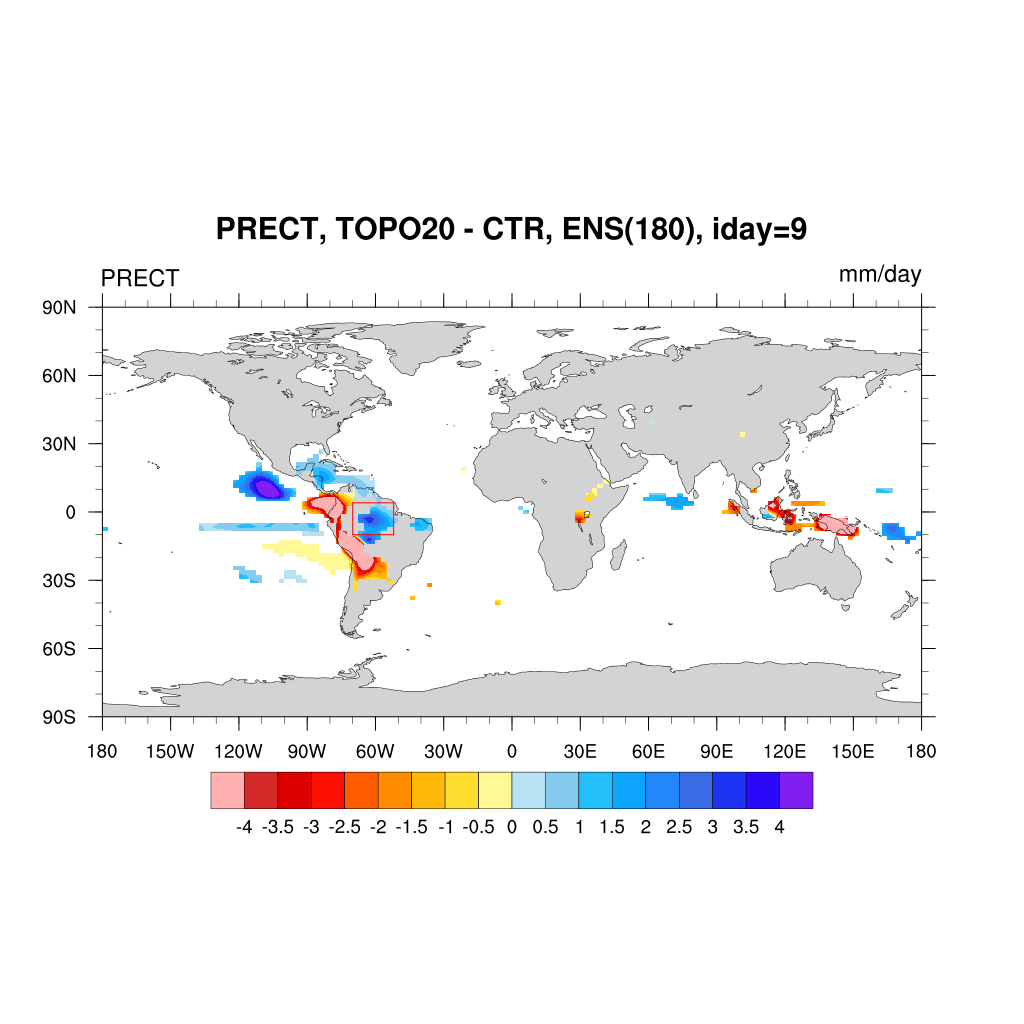 PRECT, TOPO20 - CTR, ENS(180), iday=9
PRECT mm/day
90N
60N
30N
0
30S
60S
90S
180 150W 120W 90W 60W 30W 0 30E 60E 90E 120E 150E 180
-4 -3.5 -3 -2.5 -2 -1.5 -1 -0.5 0 0.5 1 1.5 2 2.5 3 3.5 4